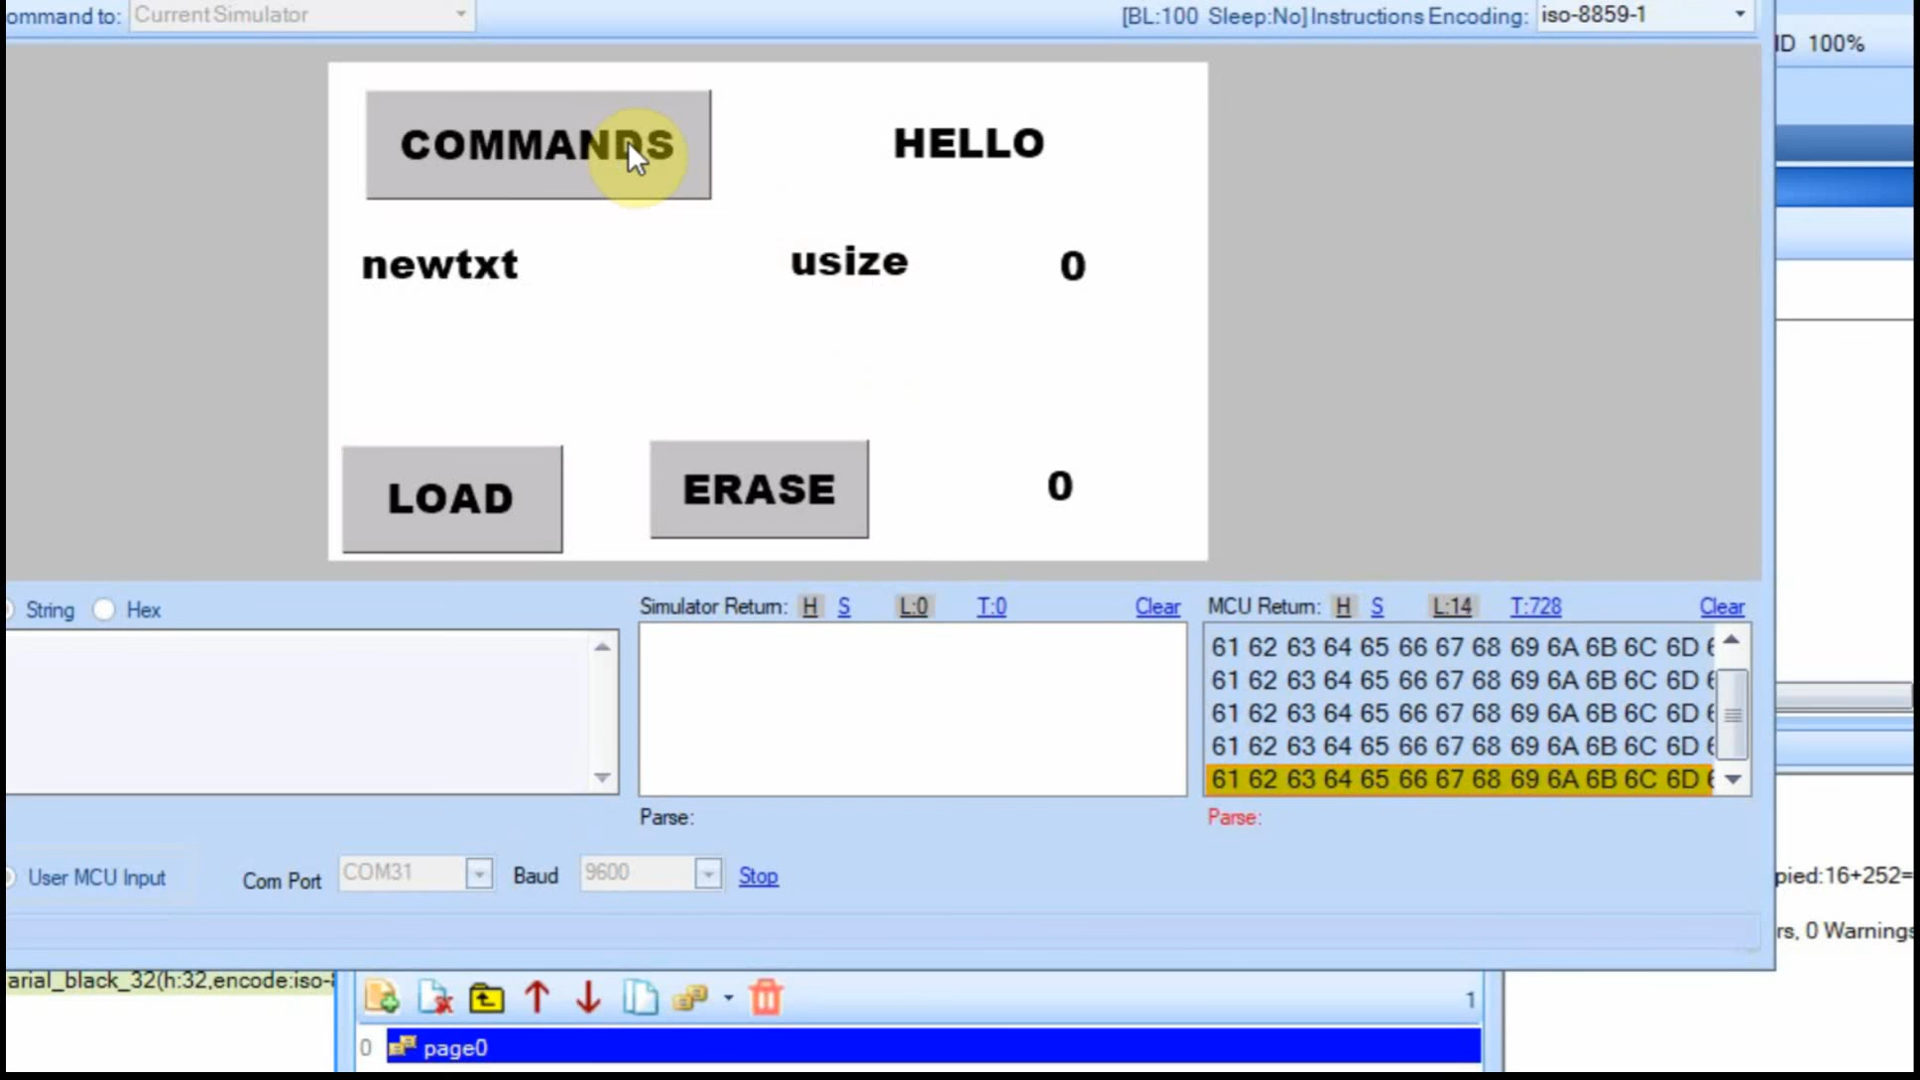 ommand to: Current Simulator [BL:100 Sleep:No] Instructions Encoding: iso-8859-1
ID 100%
COMMANDS HELLO
newtxt usize 0
LOAD ERASE 0
String Hex Simulator Return: H S L:0 T:0 Clear MCU Return: H S L:14 T:728 Clear
61 62 63 64 65 66 67 68 69 6A 6B 6C 6D
61 62 63 64 65 66 67 68 69 6A 6B 6C 6D
61 62 63 64 65 66 67 68 69 6A 6B 6C 6D
61 62 63 64 65 66 67 68 69 6A 6B 6C 6D
61 62 63 64 65 66 67 68 69 6A 6B 6C 6D
Parse: Parse:
User MCU Input Com Port COM31 Baud 9600 Stop
pied:16+252=
rs, 0 Warnings
arial_black_32(h:32,encode:iso-8
1
0 page0